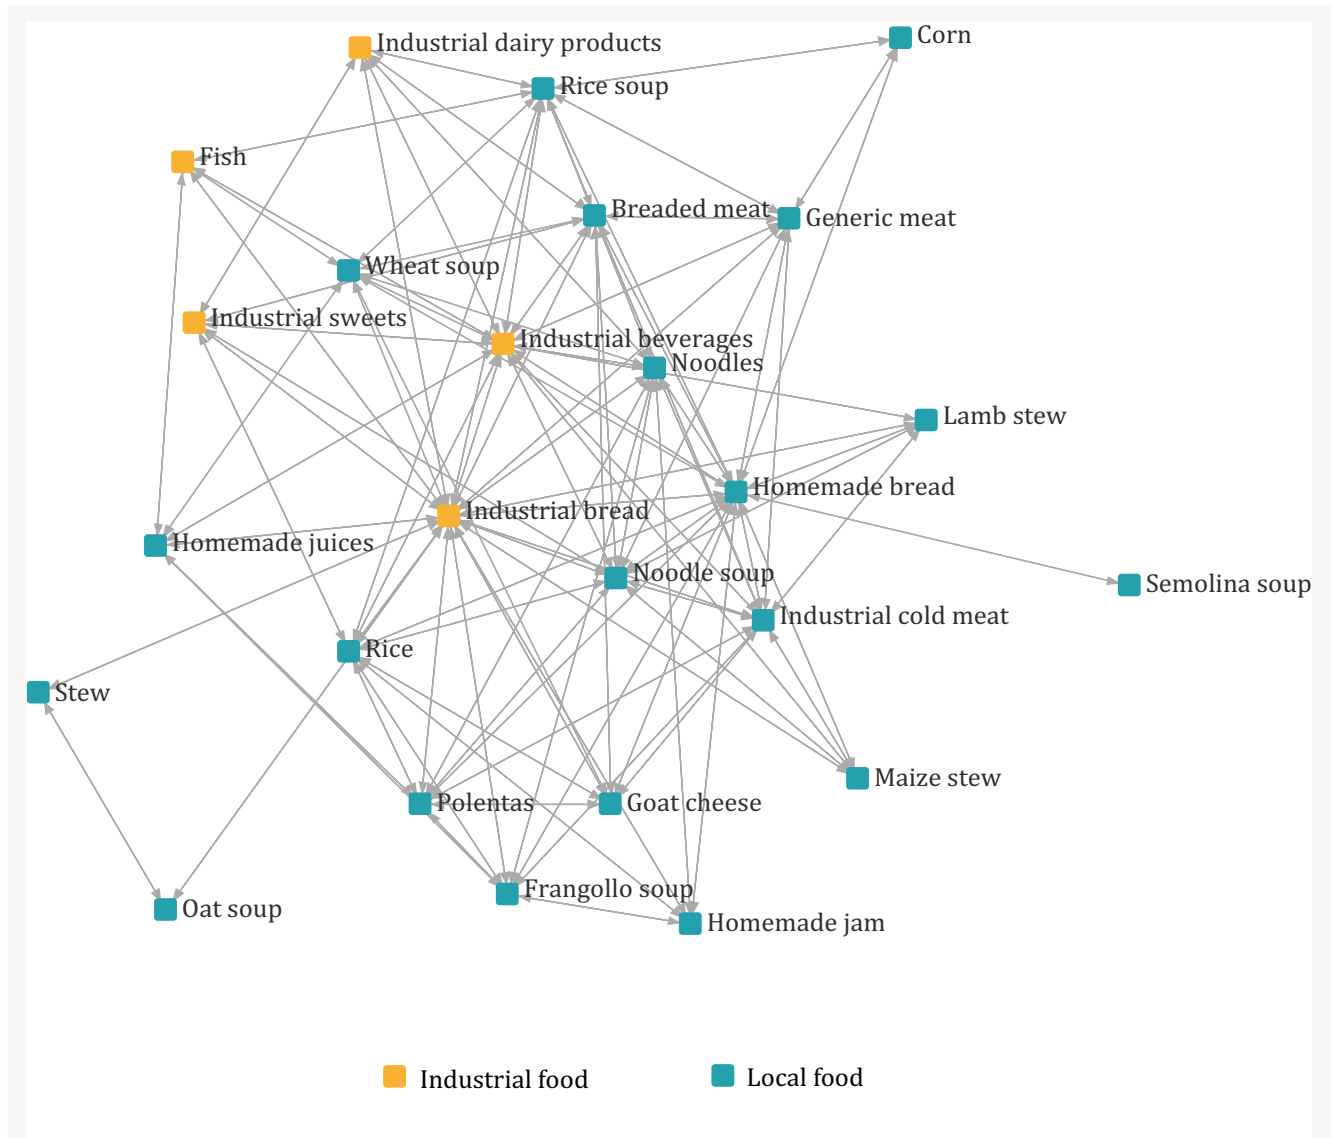 Industrial dairy products
Corn
Rice soup
Fish
Breaded meat
Generic meat
Wheat soup
Industrial sweets
Industrial beverages
Noodles
Lamb stew
Homemade bread
Industrial bread
Homemade juices
Noodle soup
Semolina soup
Industrial cold meat
Rice
Stew
Maize stew
Polentas
Goat cheese
Frangollo soup
Oat soup
Homemade jam
Industrial food
Local food